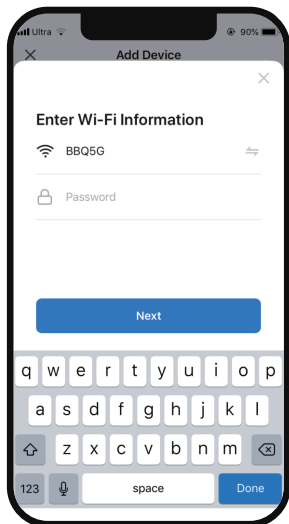 Ultra 90%
Add Device
Enter Wi-Fi Information
BBQ5G
Password
Next
q w e r t y u i o p
a s d f g h j k l
z x c v b n m
123 space Done